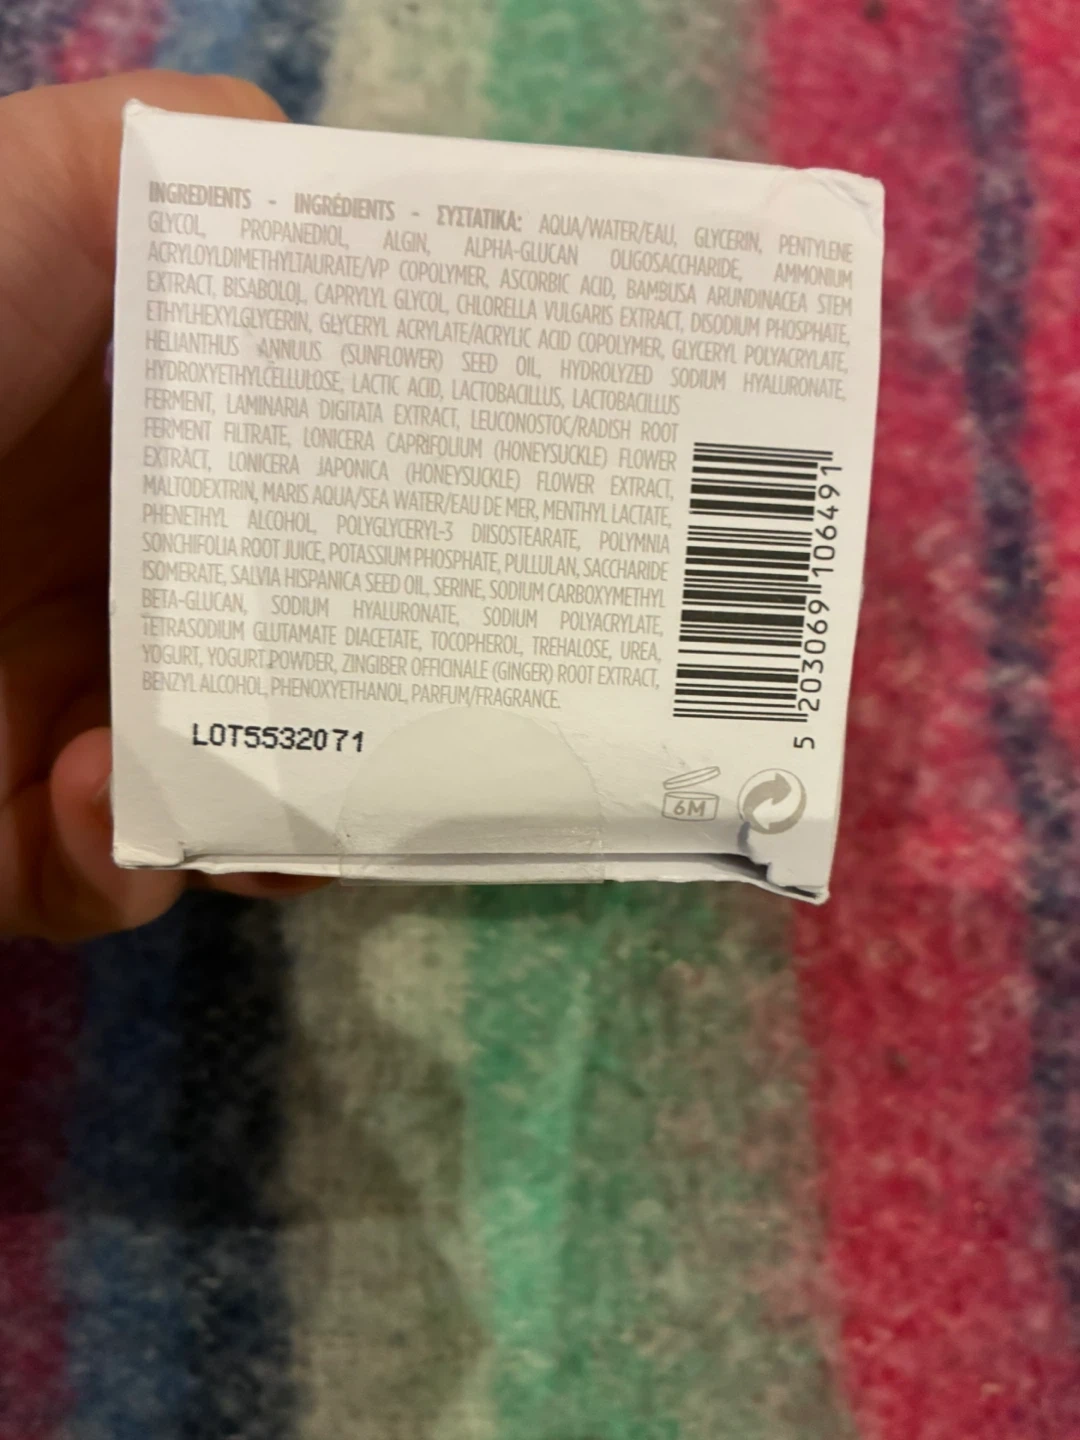 INGREDIENTS - INGRÉDIENTS - ΣΥΣΤΑΤΙΚΑ: AQUA/WATER/EAU, GLYCERIN, PENTYLENE
GLYCOL, PROPANEDIOL, ALGIN, ALPHA-GLUCAN OLIGOSACCHARIDE, AMMONIUM
ACRYLOYLDIMETHYLTAURATE/VP COPOLYMER, ASCORBIC ACID, BAMBUSA ARUNDINACEA STEM
EXTRACT, BISABOLOL, CAPRYLYL GLYCOL, CHLORELLA VULGARIS EXTRACT, DISODIUM PHOSPHATE,
ETHYLHEXYLGLYCERIN, GLYCERYL ACRYLATE/ACRYLIC ACID COPOLYMER, GLYCERYL POLYACRYLATE,
HELIANTHUS ANNUUS (SUNFLOWER) SEED OIL, HYDROLYZED SODIUM HYALURONATE,
HYDROXYETHYLCELLULOSE, LACTIC ACID, LACTOBACILLUS, LACTOBACILLUS
FERMENT, LAMINARIA DIGITATA EXTRACT, LEUCONOSTOC/RADISH ROOT
FERMENT FILTRATE, LONICERA CAPRIFOLIUM (HONEYSUCKLE) FLOWER
EXTRACT, LONICERA JAPONICA (HONEYSUCKLE) FLOWER EXTRACT,
MALTODEXTRIN, MARIS AQUA/SEA WATER/EAU DE MER, MENTHYL LACTATE,
PHENETHYL ALCOHOL, POLYGLYCERYL-3 DIISOSTEARATE, POLYMNIA
SONCHIFOLIA ROOT JUICE, POTASSIUM PHOSPHATE, PULLULAN, SACCHARIDE
ISOMERATE, SALVIA HISPANICA SEED OIL, SERINE, SODIUM CARBOXYMETHYL
BETA-GLUCAN, SODIUM HYALURONATE, SODIUM POLYACRYLATE,
TETRASODIUM GLUTAMATE DIACETATE, TOCOPHEROL, TREHALOSE, UREA,
YOGURT, YOGURT POWDER, ZINGIBER OFFICINALE (GINGER) ROOT EXTRACT,
BENZYL ALCOHOL, PHENOXYETHANOL, PARFUM/FRAGRANCE.
LOT5532071
5 203069 106491
6M